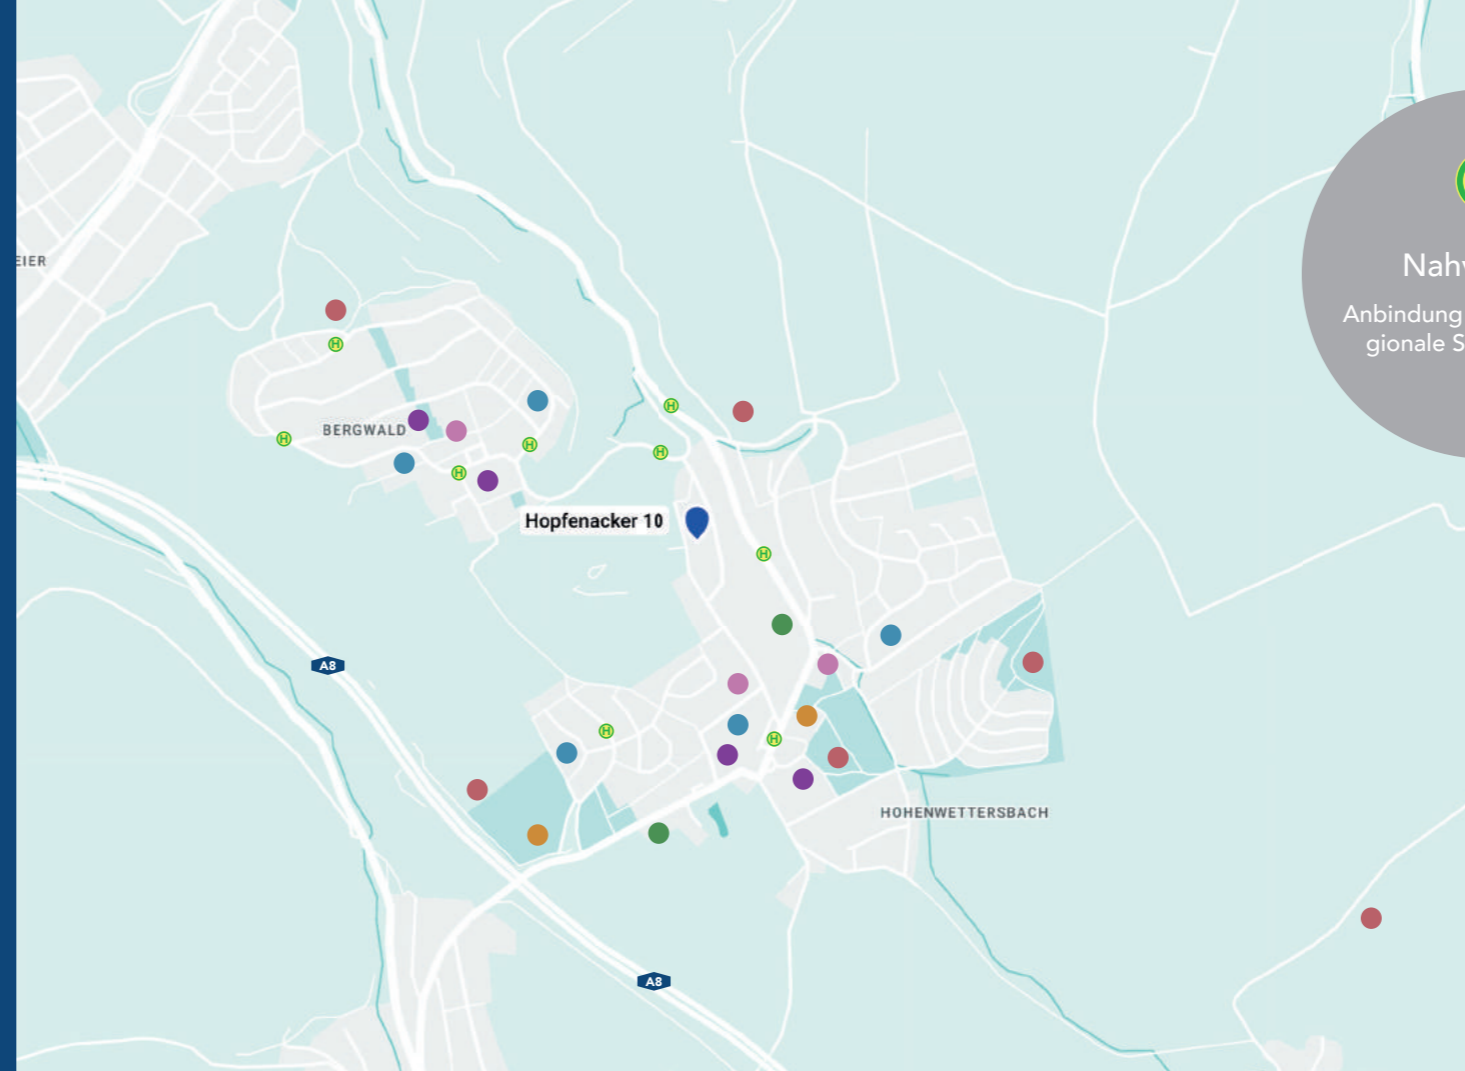 EIER
H
Nahv
Anbindung
gionale S
H
H
BERGWALD
H
H
H
H
Hopfenacker 10
H
A8
H
H
HOHENWETTERSBACH
A8